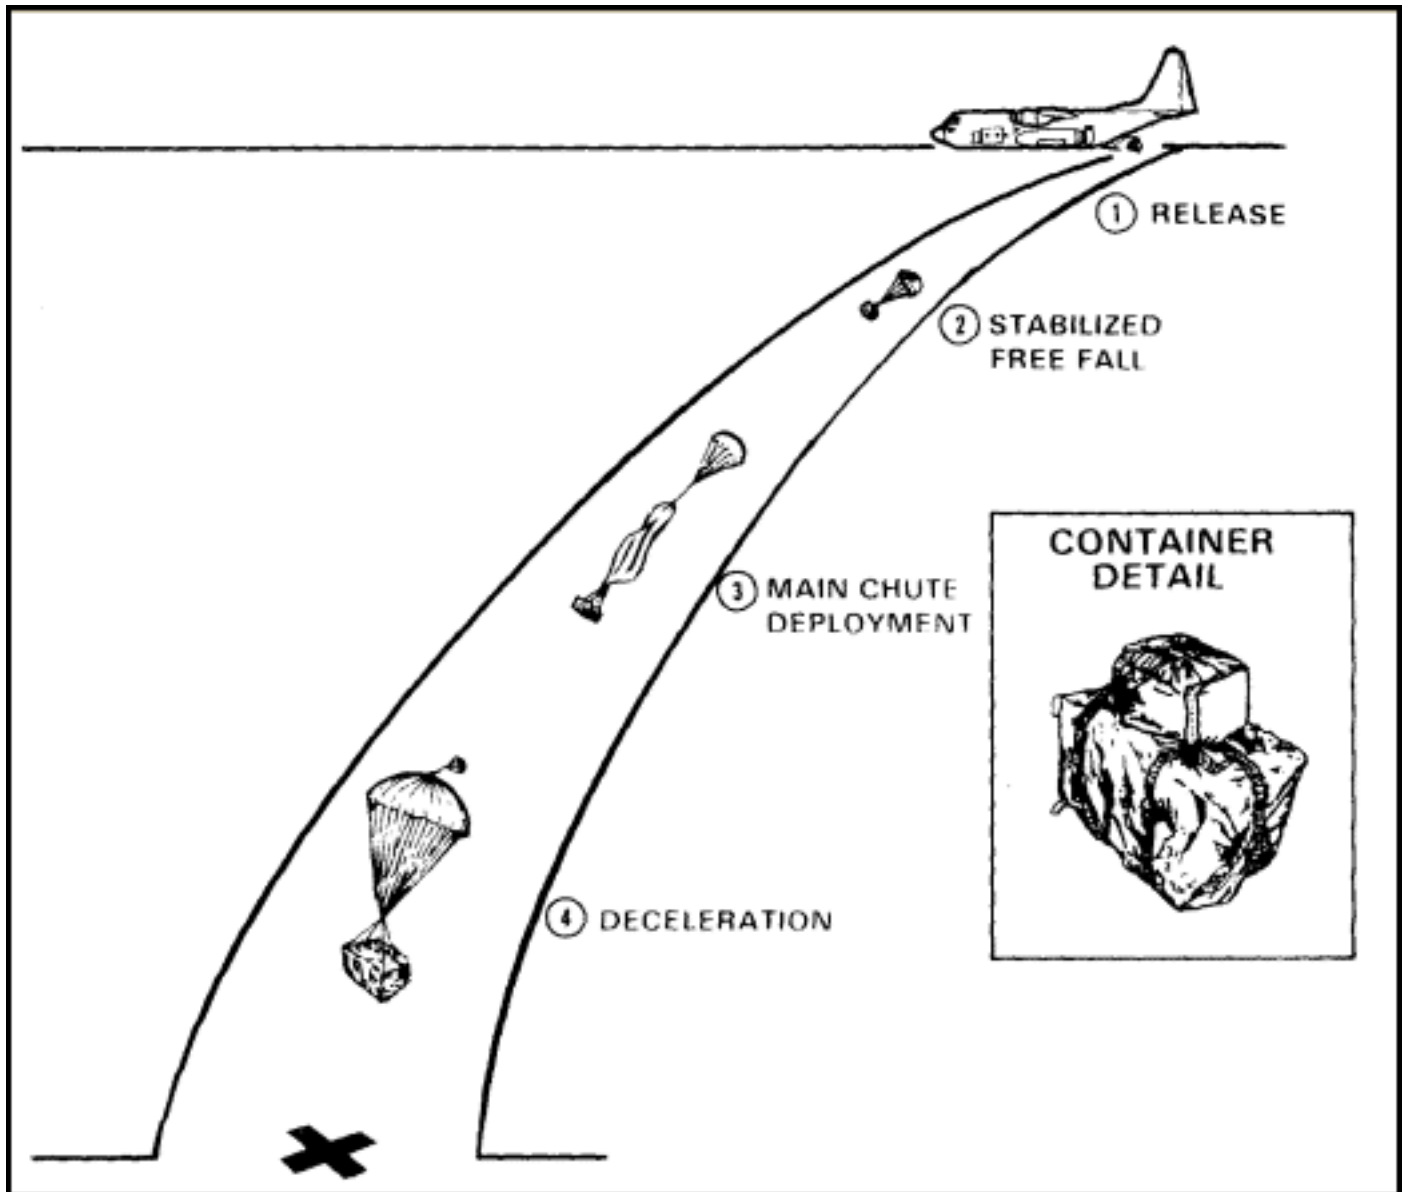 1 RELEASE
2 STABILIZED
FREE FALL
3 MAIN CHUTE
DEPLOYMENT
4 DECELERATION
CONTAINER
DETAIL